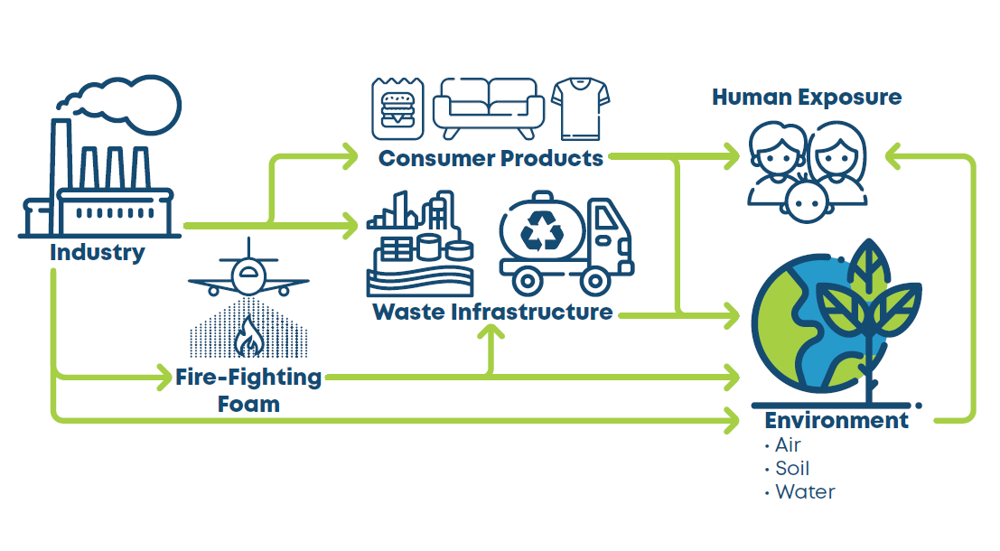 Human Exposure
Consumer Products
Industry
Waste Infrastructure
Fire-Fighting
Foam
Environment
• Air
• Soil
• Water